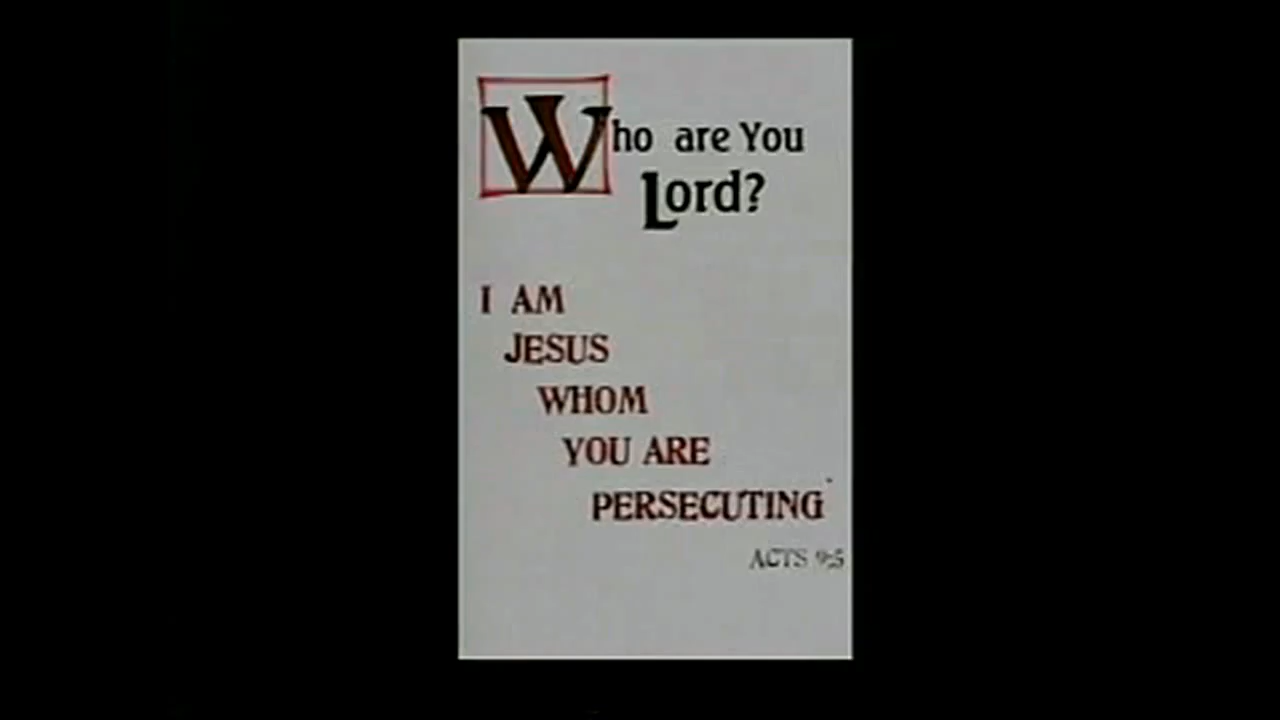 Who are You
Lord?
I AM
JESUS
WHOM
YOU ARE
PERSECUTING
ACTS 9:5